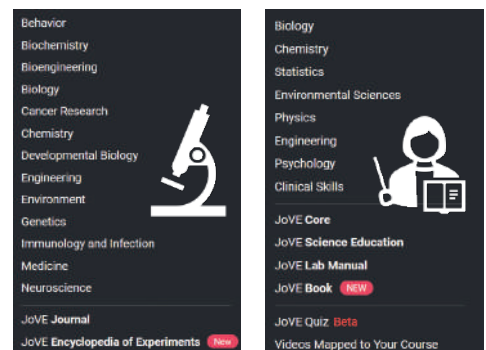 Behavior
Biochemistry
Bioengineering
Biology
Cancer Research
Chemistry
Developmental Biology
Engineering
Environment
Genetics
Immunology and Infection
Medicine
Neuroscience
JoVE Journal
JoVE Encyclopedia of Experiments New
Biology
Chemistry
Statistics
Environmental Sciences
Physics
Engineering
Psychology
Clinical Skills
JoVE Core
JoVE Science Education
JoVE Lab Manual
JoVE Book NEW
JoVE Quiz Beta
Videos Mapped to Your Course